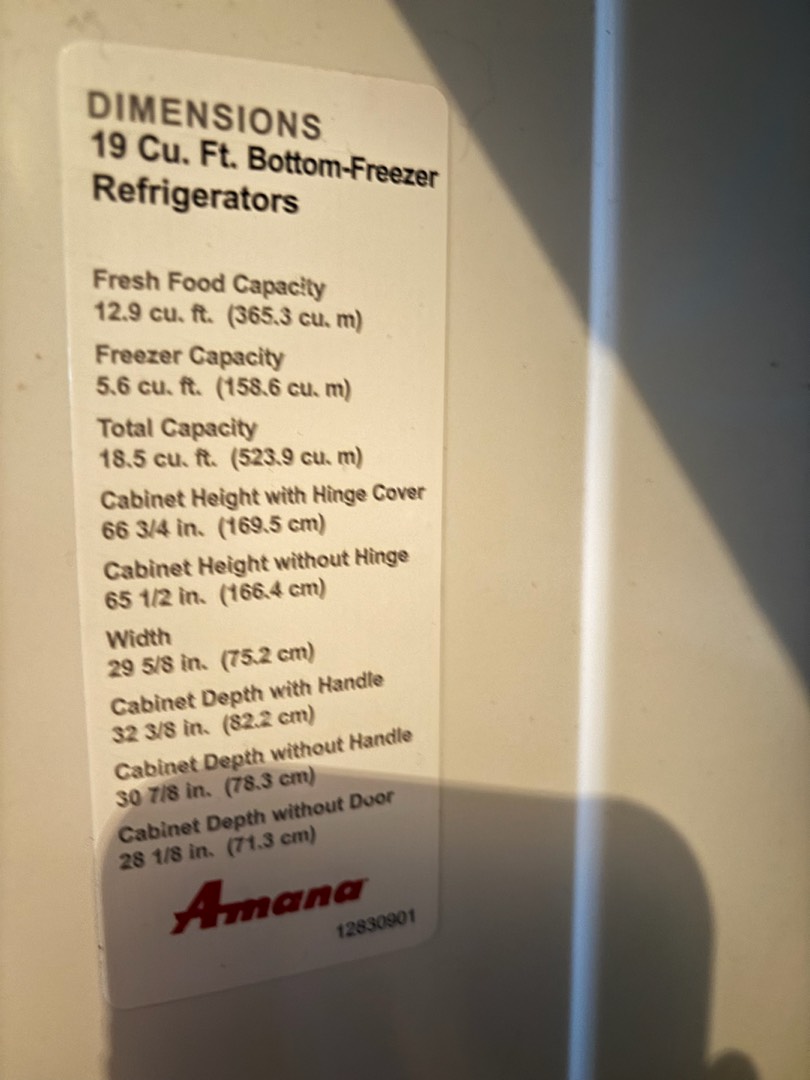 DIMENSIONS
19 Cu. Ft. Bottom-Freezer
Refrigerators
Fresh Food Capacity
12.9 cu. ft. (365.3 cu. m)
Freezer Capacity
5.6 cu. ft. (158.6 cu. m)
Total Capacity
18.5 cu. ft. (523.9 cu. m)
Cabinet Height with Hinge Cover
66 3/4 in. (169.5 cm)
Cabinet Height without Hinge
65 1/2 in. (166.4 cm)
Width
29 5/8 in. (75.2 cm)
Cabinet Depth with Handle
32 3/8 in. (82.2 cm)
Cabinet Depth without Handle
30 7/8 in. (78.3 cm)
Cabinet Depth without Door
28 1/8 in. (71.3 cm)
Amana
12830901